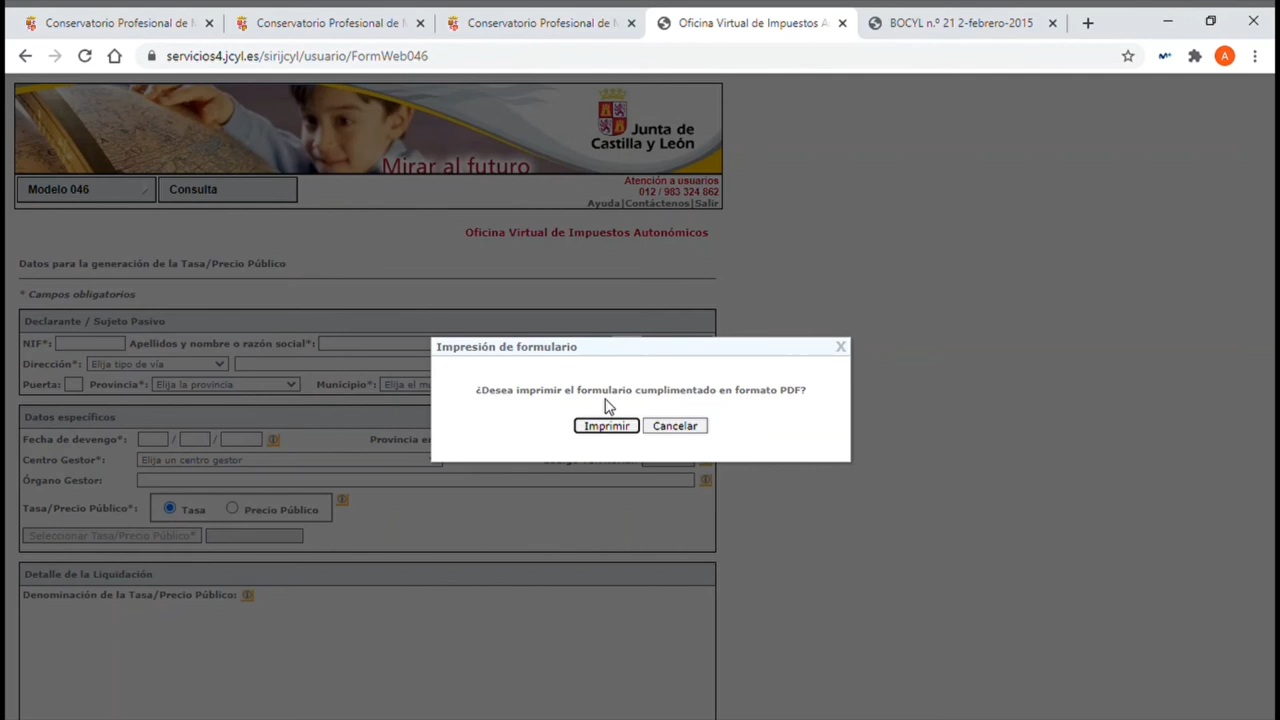 Conservatorio Profesional de M
Conservatorio Profesional de M
Conservatorio Profesional de M
Oficina Virtual de Impuestos A
BOCYL n.º 21 2-febrero-2015
servicios4.jcyl.es/sirijcyl/usuario/FormWeb046
A
Junta de
Castilla y León
Mirar al futuro
Modelo 046
Consulta
Atención a usuarios
012 / 983 324 862
Ayuda|Contáctenos|Salir
Oficina Virtual de Impuestos Autonómicos
Datos para la generación de la Tasa/Precio Público
* Campos obligatorios
Declarante / Sujeto Pasivo
NIF*: Apellidos y nombre o razón social*:
Dirección*: Elija tipo de vía
Puerta: Provincia*: Elija la provincia Municipio*: Elija el mu
Impresión de formulario X
¿Desea imprimir el formulario cumplimentado en formato PDF?
Imprimir Cancelar
Datos específicos
Fecha de devengo*: / / Provincia en
Centro Gestor*: Elija un centro gestor
Órgano Gestor:
Tasa/Precio Público*: Tasa Precio Público
Seleccionar Tasa/Precio Público*
Detalle de la Liquidación
Denominación de la Tasa/Precio Público: